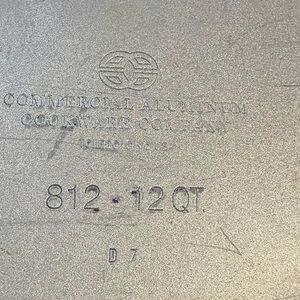 COMMERCIAL ALUMINUM
COOKWARE COMPANY
812 · 12 QT.
D 7